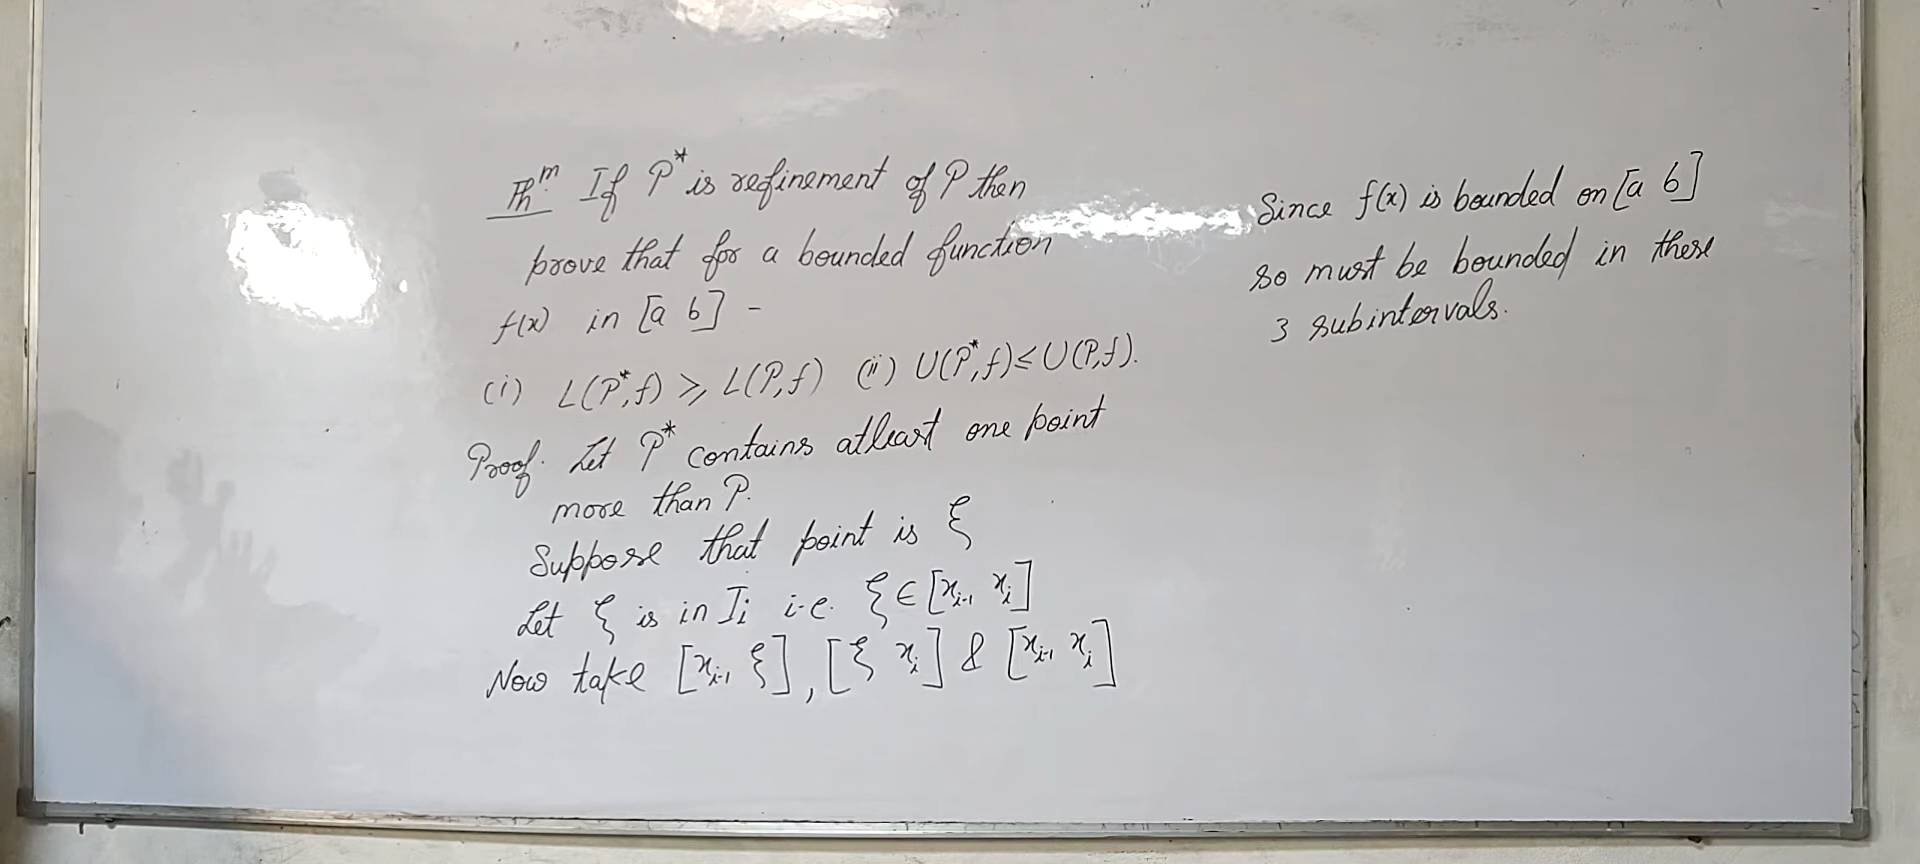 Thᵐ If P* is refinement of P then
prove that for a bounded function
f(x) in [a b] -
(i) L(P*,f) ≥ L(P,f) (ii) U(P*,f) ≤ U(P,f).
Proof. Let P* contains atleast one point
more than P.
Suppose that point is ξ
Let ξ is in Iᵢ i.e. ξ ∈ [xᵢ₋₁ xᵢ]
Now take [xᵢ₋₁ ξ], [ξ xᵢ] & [xᵢ₋₁ xᵢ]
Since f(x) is bounded on [a b]
so must be bounded in these
3 subintervals.